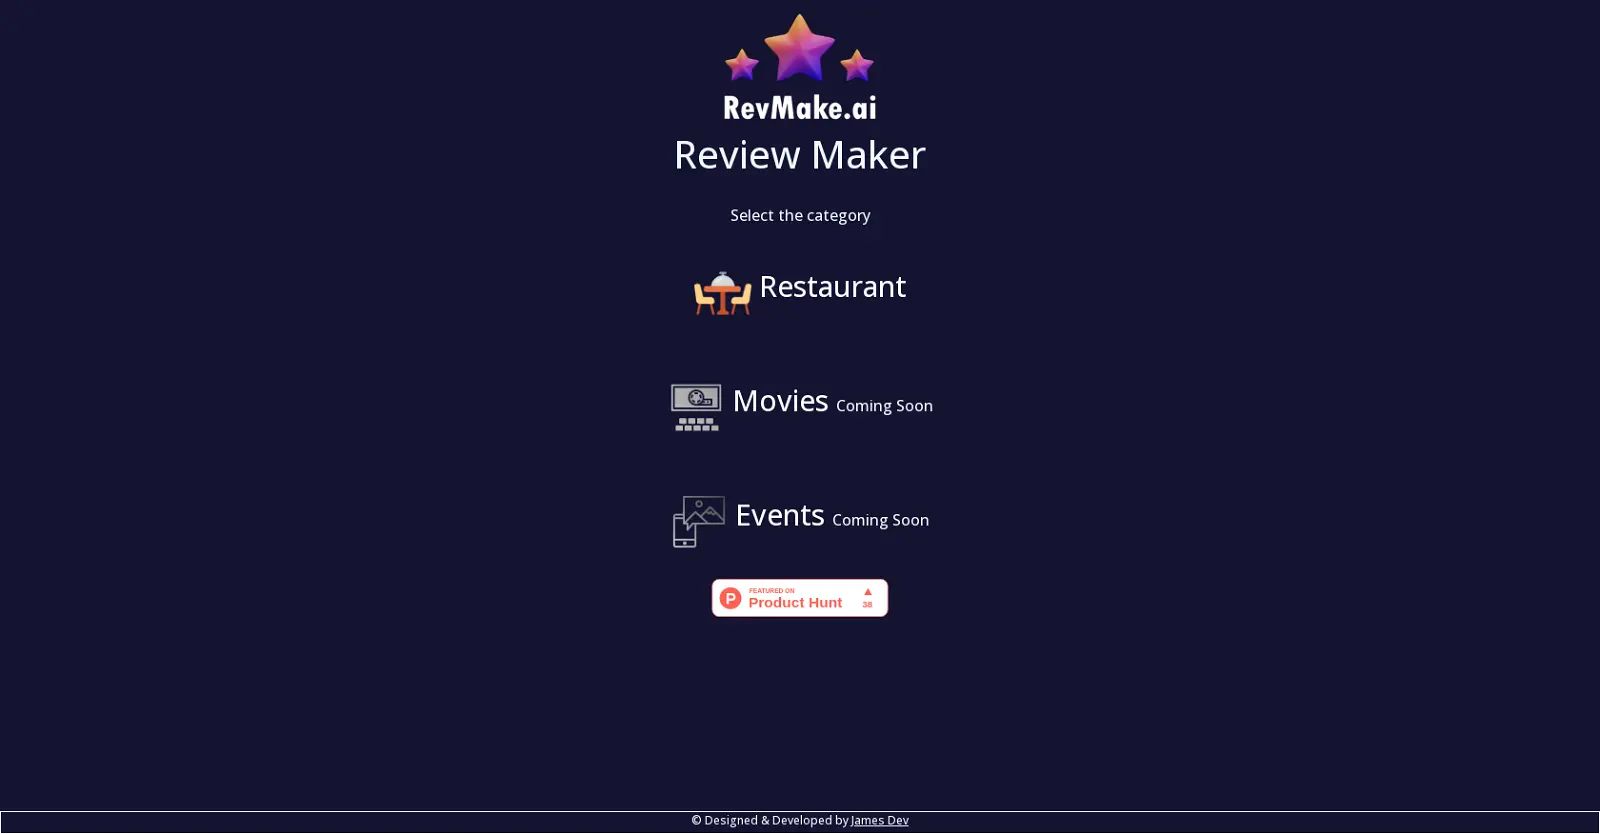 RevMake.ai
Review Maker
Select the category
Restaurant
Movies Coming Soon
Events Coming Soon
P
FEATURED ON
Product Hunt
▲
38
© Designed & Developed by James Dev